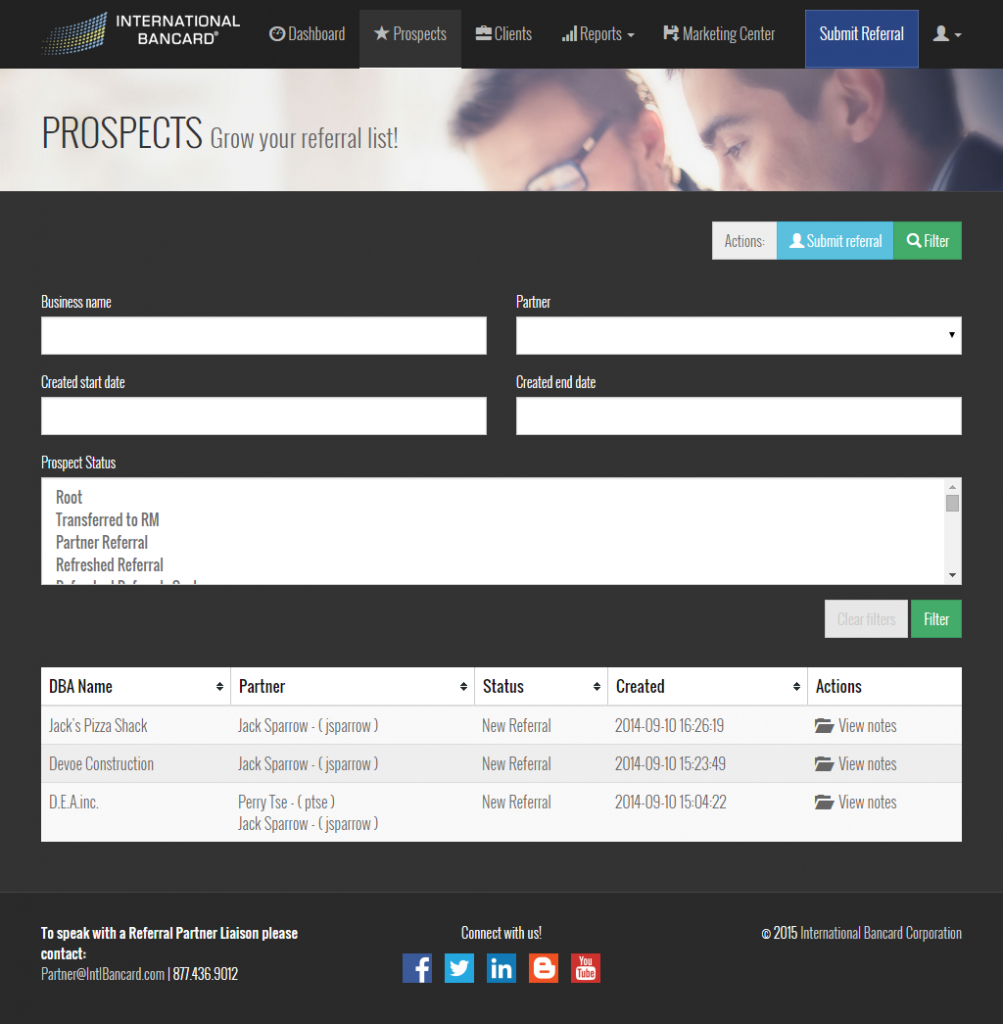 INTERNATIONAL
BANCARD®
Dashboard
Prospects
Clients
Reports
Marketing Center
Submit Referral
PROSPECTS Grow your referral list!
Actions:
Submit referral
Filter
Business name
Partner
Created start date
Created end date
Prospect Status
Root
Transferred to RM
Partner Referral
Refreshed Referral
Clear filters
Filter
DBA Name Partner Status Created Actions
Jack's Pizza Shack Jack Sparrow - ( jsparrow ) New Referral 2014-09-10 16:26:19 View notes
Devoe Construction Jack Sparrow - ( jsparrow ) New Referral 2014-09-10 15:23:49 View notes
D.E.A.inc. Perry Tse - ( ptse ) New Referral 2014-09-10 15:04:22 View notes
Jack Sparrow - ( jsparrow )
To speak with a Referral Partner Liaison please
contact:
Partner@IntlBancard.com | 877.436.9012
Connect with us!
f
in
You
Tube
© 2015 International Bancard Corporation